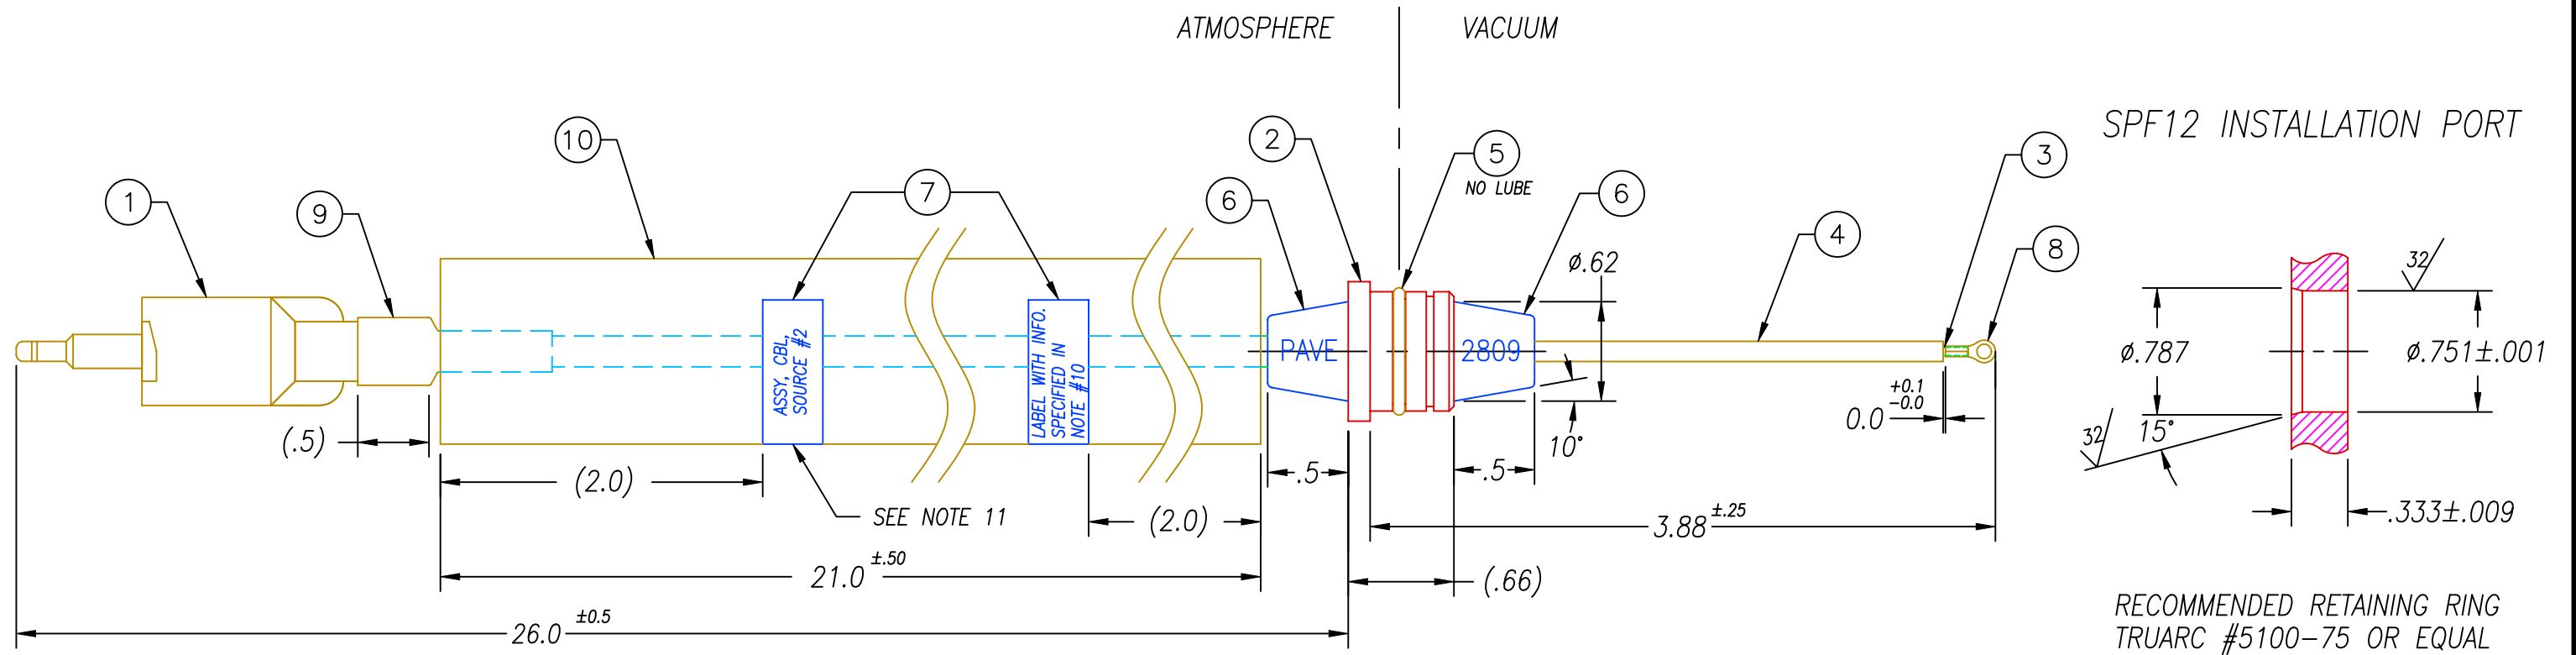 ATMOSPHERE
VACUUM
SPF12 INSTALLATION PORT
10
2
5
NO LUBE
3
1
9
7
6
6
4
8
ø.62
32
ASSY, CBL,
SOURCE #2
LABEL WITH INFO.
SPECIFIED IN
NOTE #10
PAVE
2809
ø.787
ø.751±.001
+0.1
-0.0
0.0
(.5)
10°
32
15°
(2.0)
.5
.5
SEE NOTE 11
(2.0)
3.88 ±.25
.333±.009
21.0 ±.50
(.66)
26.0 ±0.5
RECOMMENDED RETAINING RING
TRUARC #5100-75 OR EQUAL